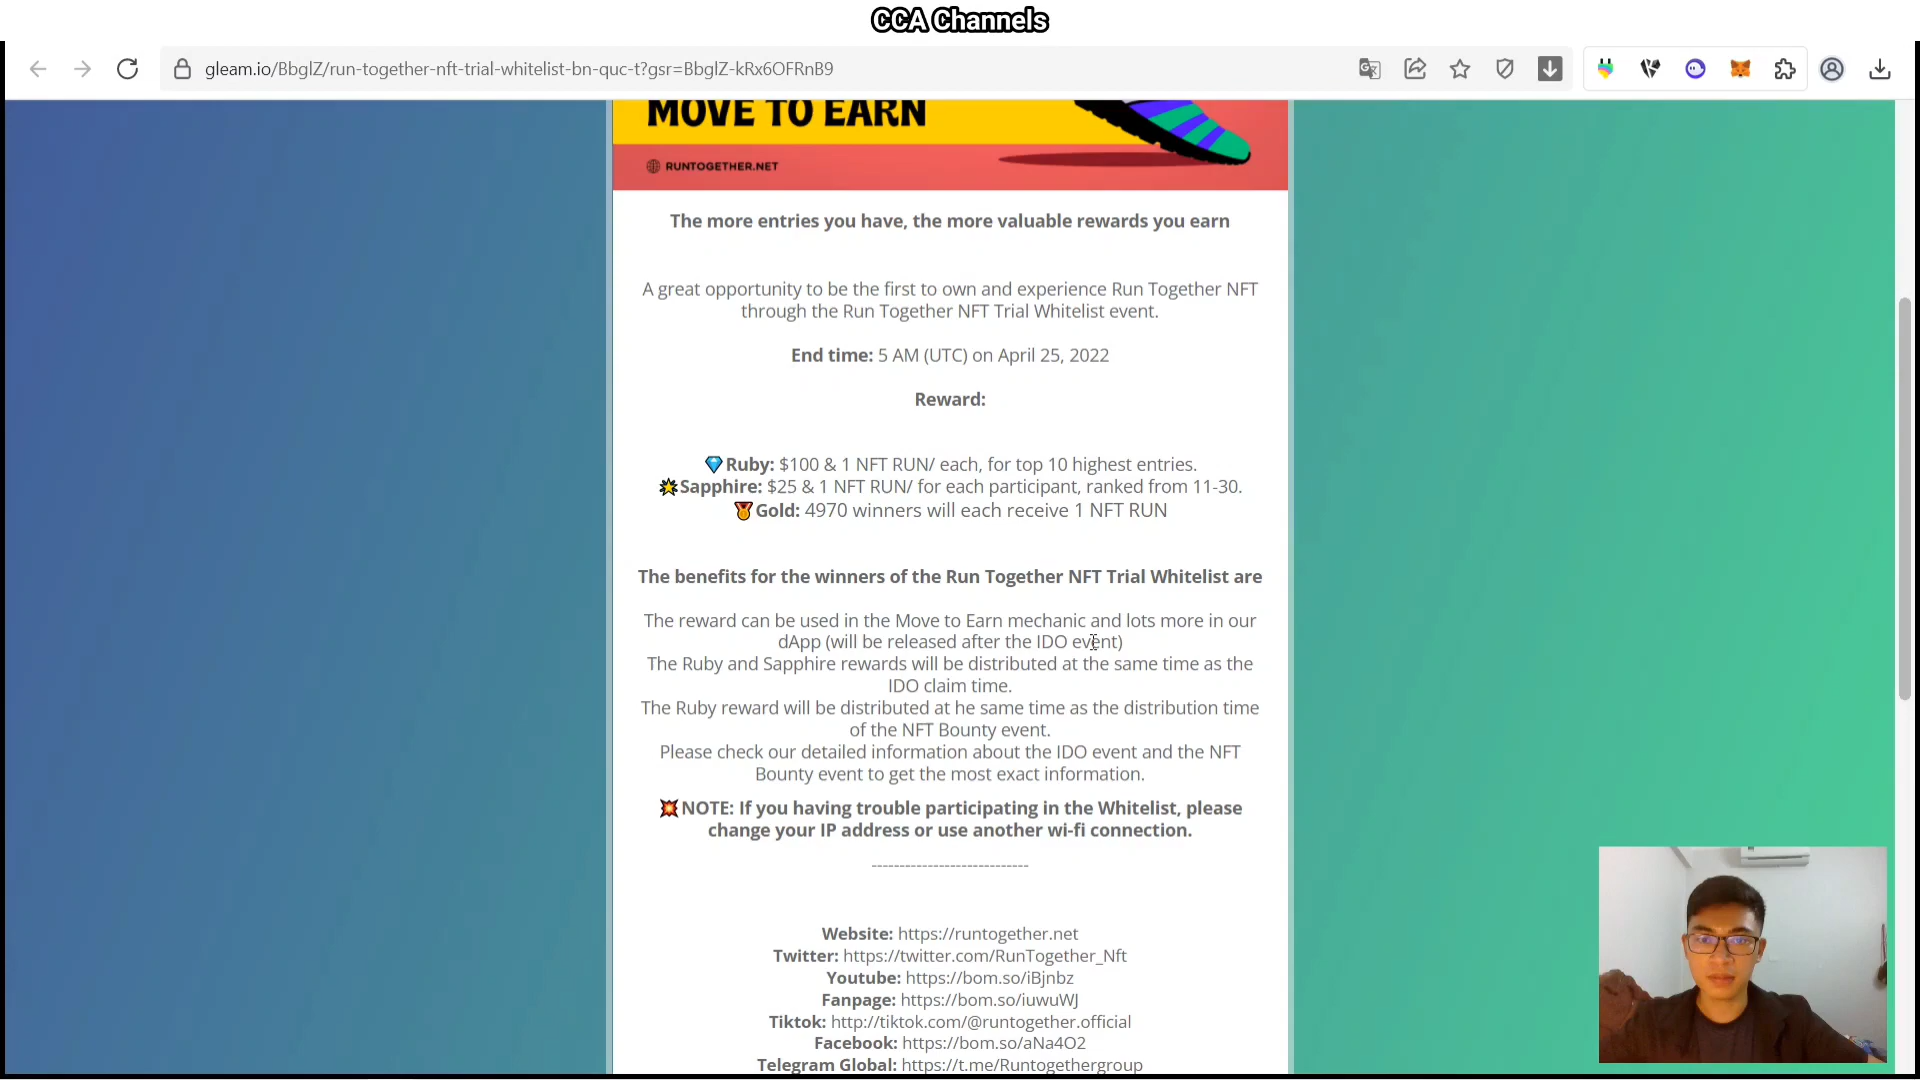 CCA Channels
gleam.io/BbglZ/run-together-nft-trial-whitelist-bn-quc-t?gsr=BbglZ-kRx6OFRnB9
MOVE TO EARN
RUNTOGETHER.NET
The more entries you have, the more valuable rewards you earn
A great opportunity to be the first to own and experience Run Together NFT
through the Run Together NFT Trial Whitelist event.
End time: 5 AM (UTC) on April 25, 2022
Reward:
💎Ruby: $100 & 1 NFT RUN/ each, for top 10 highest entries.
🌟Sapphire: $25 & 1 NFT RUN/ for each participant, ranked from 11-30.
🏅Gold: 4970 winners will each receive 1 NFT RUN
The benefits for the winners of the Run Together NFT Trial Whitelist are
The reward can be used in the Move to Earn mechanic and lots more in our
dApp (will be released after the IDO event)
The Ruby and Sapphire rewards will be distributed at the same time as the
IDO claim time.
The Ruby reward will be distributed at he same time as the distribution time
of the NFT Bounty event.
Please check our detailed information about the IDO event and the NFT
Bounty event to get the most exact information.
💥NOTE: If you having trouble participating in the Whitelist, please
change your IP address or use another wi-fi connection.
----------------------------
Website: https://runtogether.net
Twitter: https://twitter.com/RunTogether_Nft
Youtube: https://bom.so/iBjnbz
Fanpage: https://bom.so/iuwuWJ
Tiktok: http://tiktok.com/@runtogether.official
Facebook: https://bom.so/aNa4O2
Telegram Global: https://t.me/Runtogethergroup